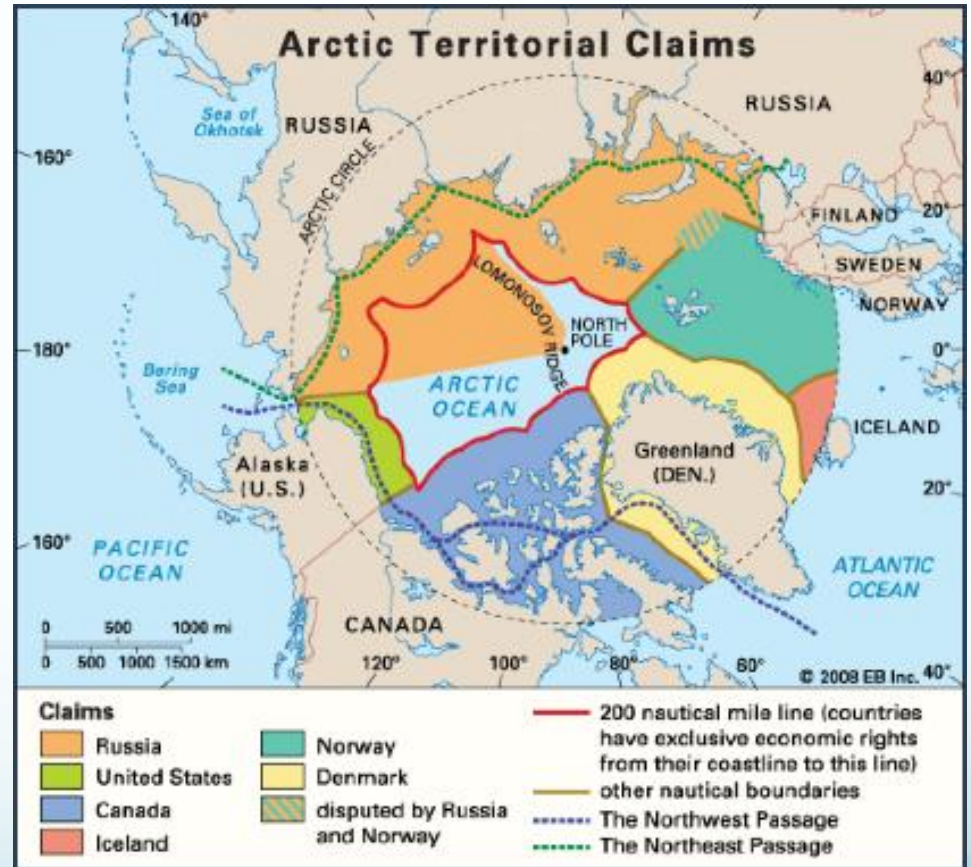 Arctic Territorial Claims
140°
40°
Sea of
Okhotsk
RUSSIA
RUSSIA
160°
ARCTIC CIRCLE
FINLAND
20°
SWEDEN
LOMONOSOV RIDGE
NORWAY
NORTH
POLE
180°
0°
Bering
Sea
ARCTIC
OCEAN
ICELAND
Greenland
(DEN.)
Alaska
(U.S.)
20°
160°
PACIFIC
OCEAN
ATLANTIC
OCEAN
0 500 1000 mi
CANADA
0 500 1000 1500 km
120°
100°
80°
60°
© 2008 EB Inc.
40°
Claims
Russia
United States
Canada
Iceland
Norway
Denmark
disputed by Russia
and Norway
200 nautical mile line (countries
have exclusive economic rights
from their coastline to this line)
other nautical boundaries
The Northwest Passage
The Northeast Passage